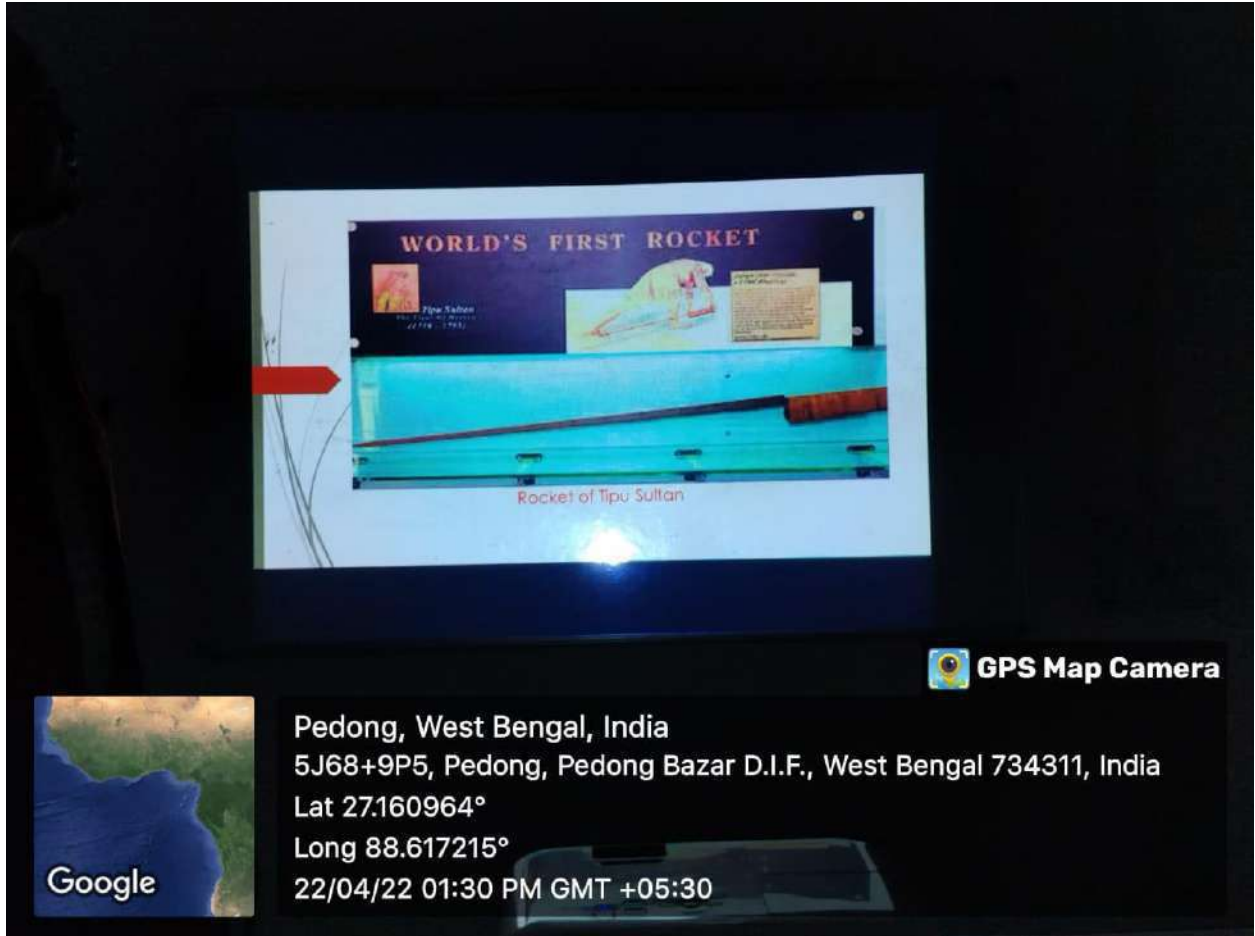 WORLD'S FIRST ROCKET
Tipu Sultan
Rocket of Tipu Sultan
GPS Map Camera
Pedong, West Bengal, India
5J68+9P5, Pedong, Pedong Bazar D.I.F., West Bengal 734311, India
Lat 27.160964°
Long 88.617215°
22/04/22 01:30 PM GMT +05:30
Google